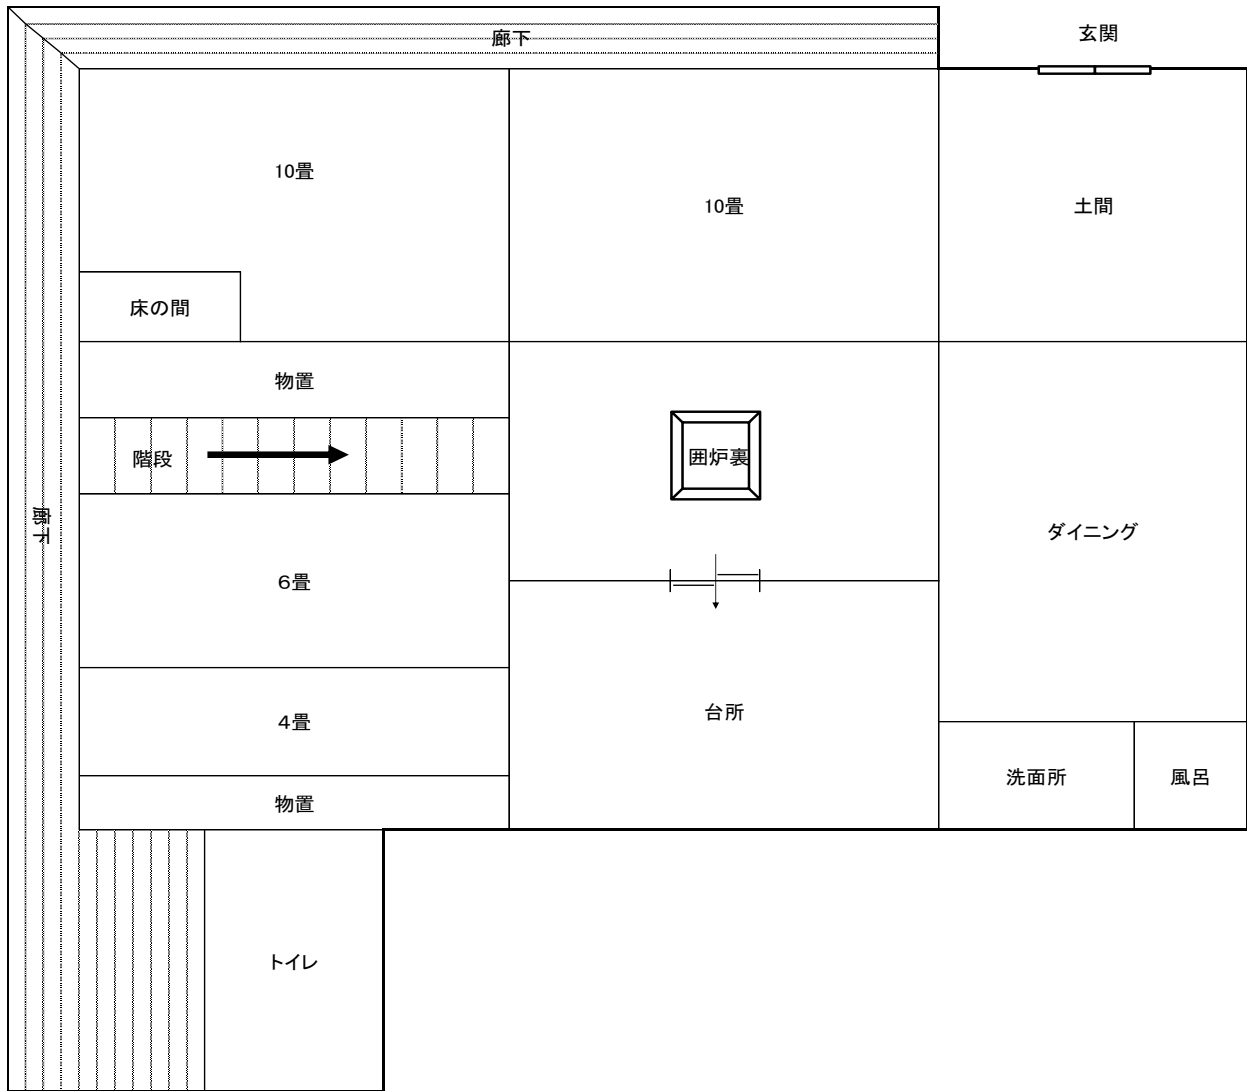 廊下
玄関
10畳
10畳
土間
床の間
物置
階段
囲炉裏
廊下
ダイニング
6畳
4畳
台所
物置
洗面所
風呂
トイレ